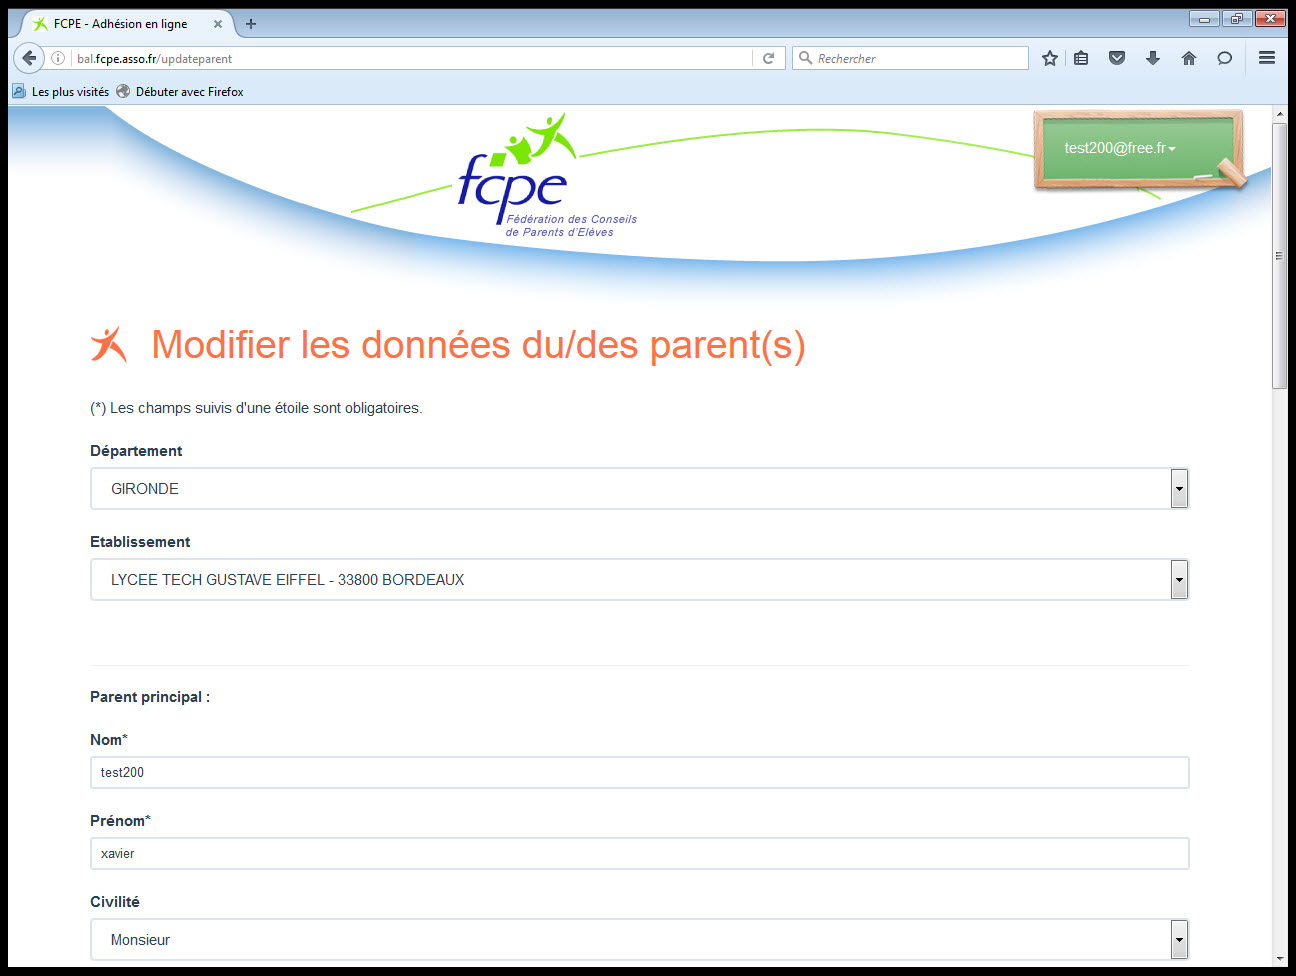 FCPE - Adhésion en ligne
bal.fcpe.asso.fr/updateparent
Rechercher
Les plus visités
Débuter avec Firefox
fcpe
Fédération des Conseils
de Parents d'Elèves
test200@free.fr
Modifier les données du/des parent(s)
(*) Les champs suivis d'une étoile sont obligatoires.
Département
GIRONDE
Etablissement
LYCEE TECH GUSTAVE EIFFEL - 33800 BORDEAUX
Parent principal :
Nom*
test200
Prénom*
xavier
Civilité
Monsieur